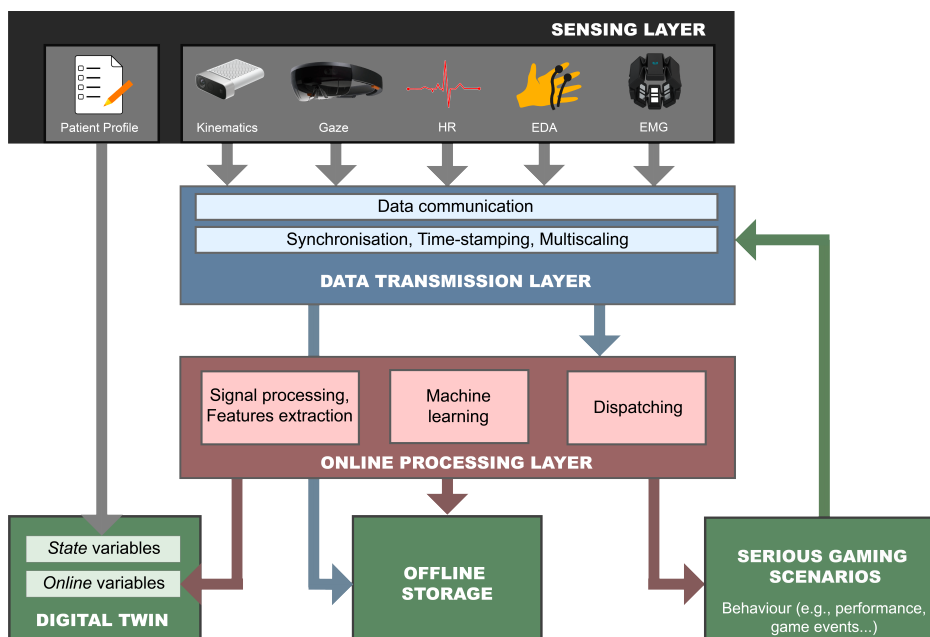 SENSING LAYER
Patient Profile
Kinematics
Gaze
HR
EDA
EMG
Data communication
Synchronisation, Time-stamping, Multiscaling
DATA TRANSMISSION LAYER
Signal processing,
Features extraction
Machine
learning
Dispatching
ONLINE PROCESSING LAYER
State variables
Online variables
DIGITAL TWIN
OFFLINE
STORAGE
SERIOUS GAMING
SCENARIOS
Behaviour (e.g., performance,
game events...)